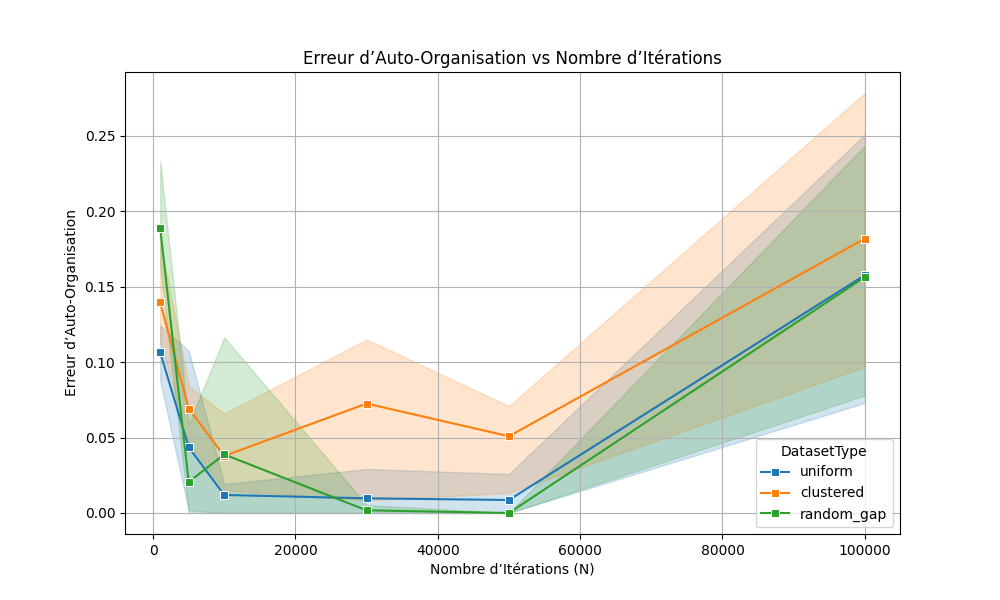 Erreur d’Auto-Organisation vs Nombre d’Itérations
Erreur d’Auto-Organisation
0.25
0.20
0.15
0.10
0.05
0.00
0
20000
40000
60000
80000
100000
Nombre d’Itérations (N)
DatasetType
uniform
clustered
random_gap